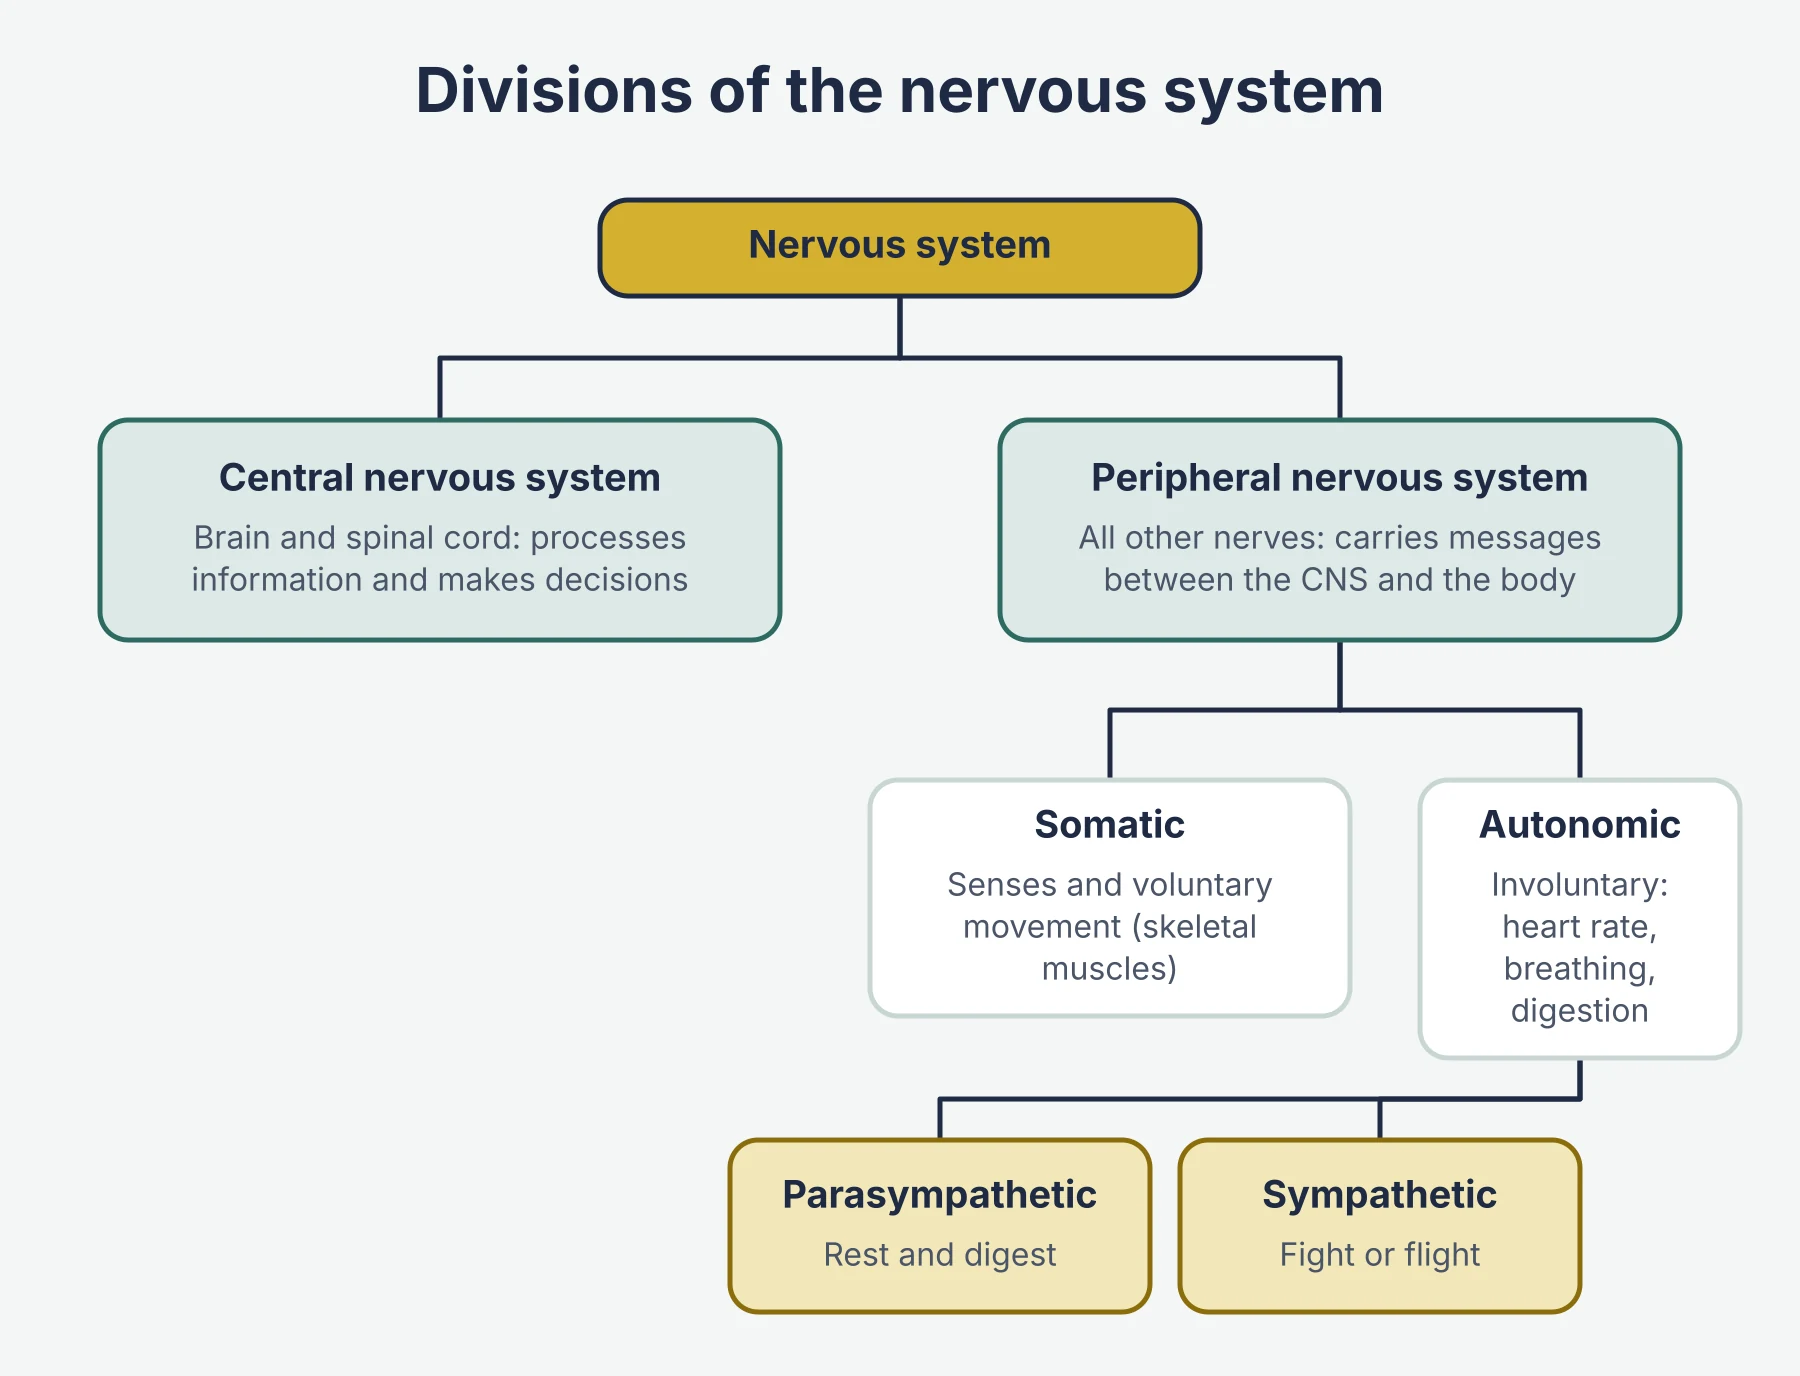 Divisions of the nervous system
Nervous system
Central nervous system
Brain and spinal cord: processes
information and makes decisions
Peripheral nervous system
All other nerves: carries messages
between the CNS and the body
Somatic
Senses and voluntary
movement (skeletal
muscles)
Autonomic
Involuntary:
heart rate,
breathing,
digestion
Parasympathetic
Rest and digest
Sympathetic
Fight or flight